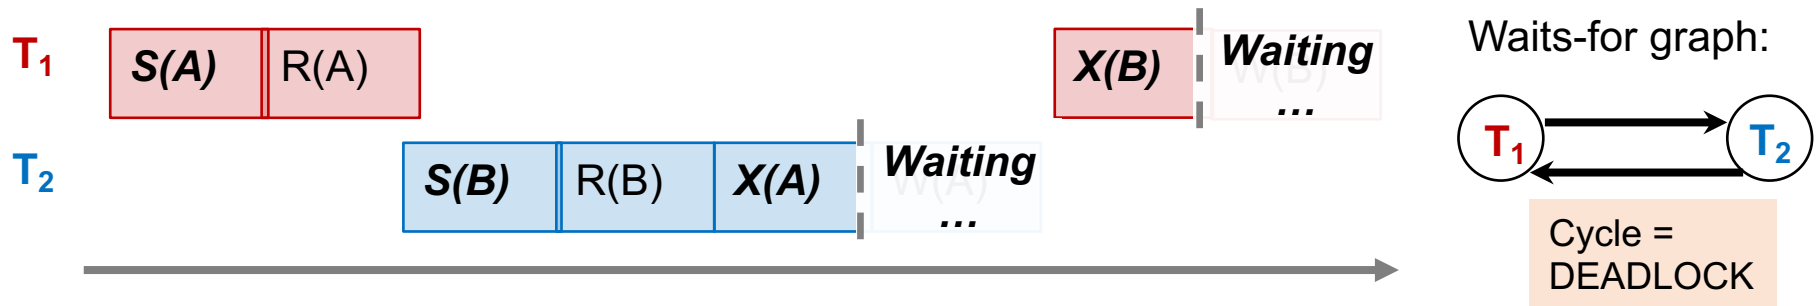 T1 S(A) R(A) X(B) Waiting W(B)
...
T2 S(B) R(B) X(A) Waiting W(A)
...
Waits-for graph:
T1 T2
Cycle =
DEADLOCK